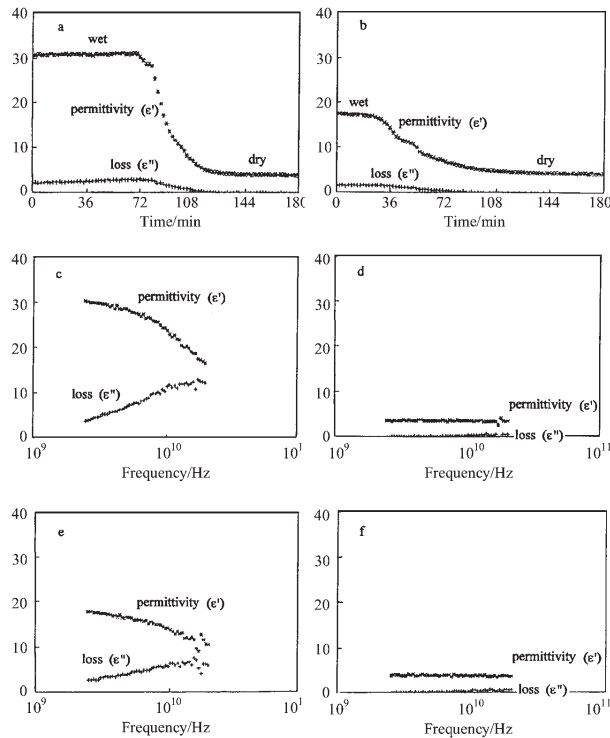 a
wet
permittivity (ε')
loss (ε")
dry
40
30
20
10
0
0 36 72 108 144 180
Time/min
b
wet
permittivity (ε')
loss (ε")
dry
40
30
20
10
0
0 36 72 108 144 180
Time/min
c
permittivity (ε')
loss (ε")
40
30
20
10
0
10⁹ 10¹⁰ 10¹
Frequency/Hz
d
permittivity (ε')
loss (ε")
40
30
20
10
0
10⁹ 10¹⁰ 10¹¹
Frequency/Hz
e
permittivity (ε')
loss (ε")
40
30
20
10
0
10⁹ 10¹⁰ 10¹
Frequency/Hz
f
permittivity (ε')
loss (ε")
40
30
20
10
0
10⁹ 10¹⁰ 10¹¹
Frequency/Hz